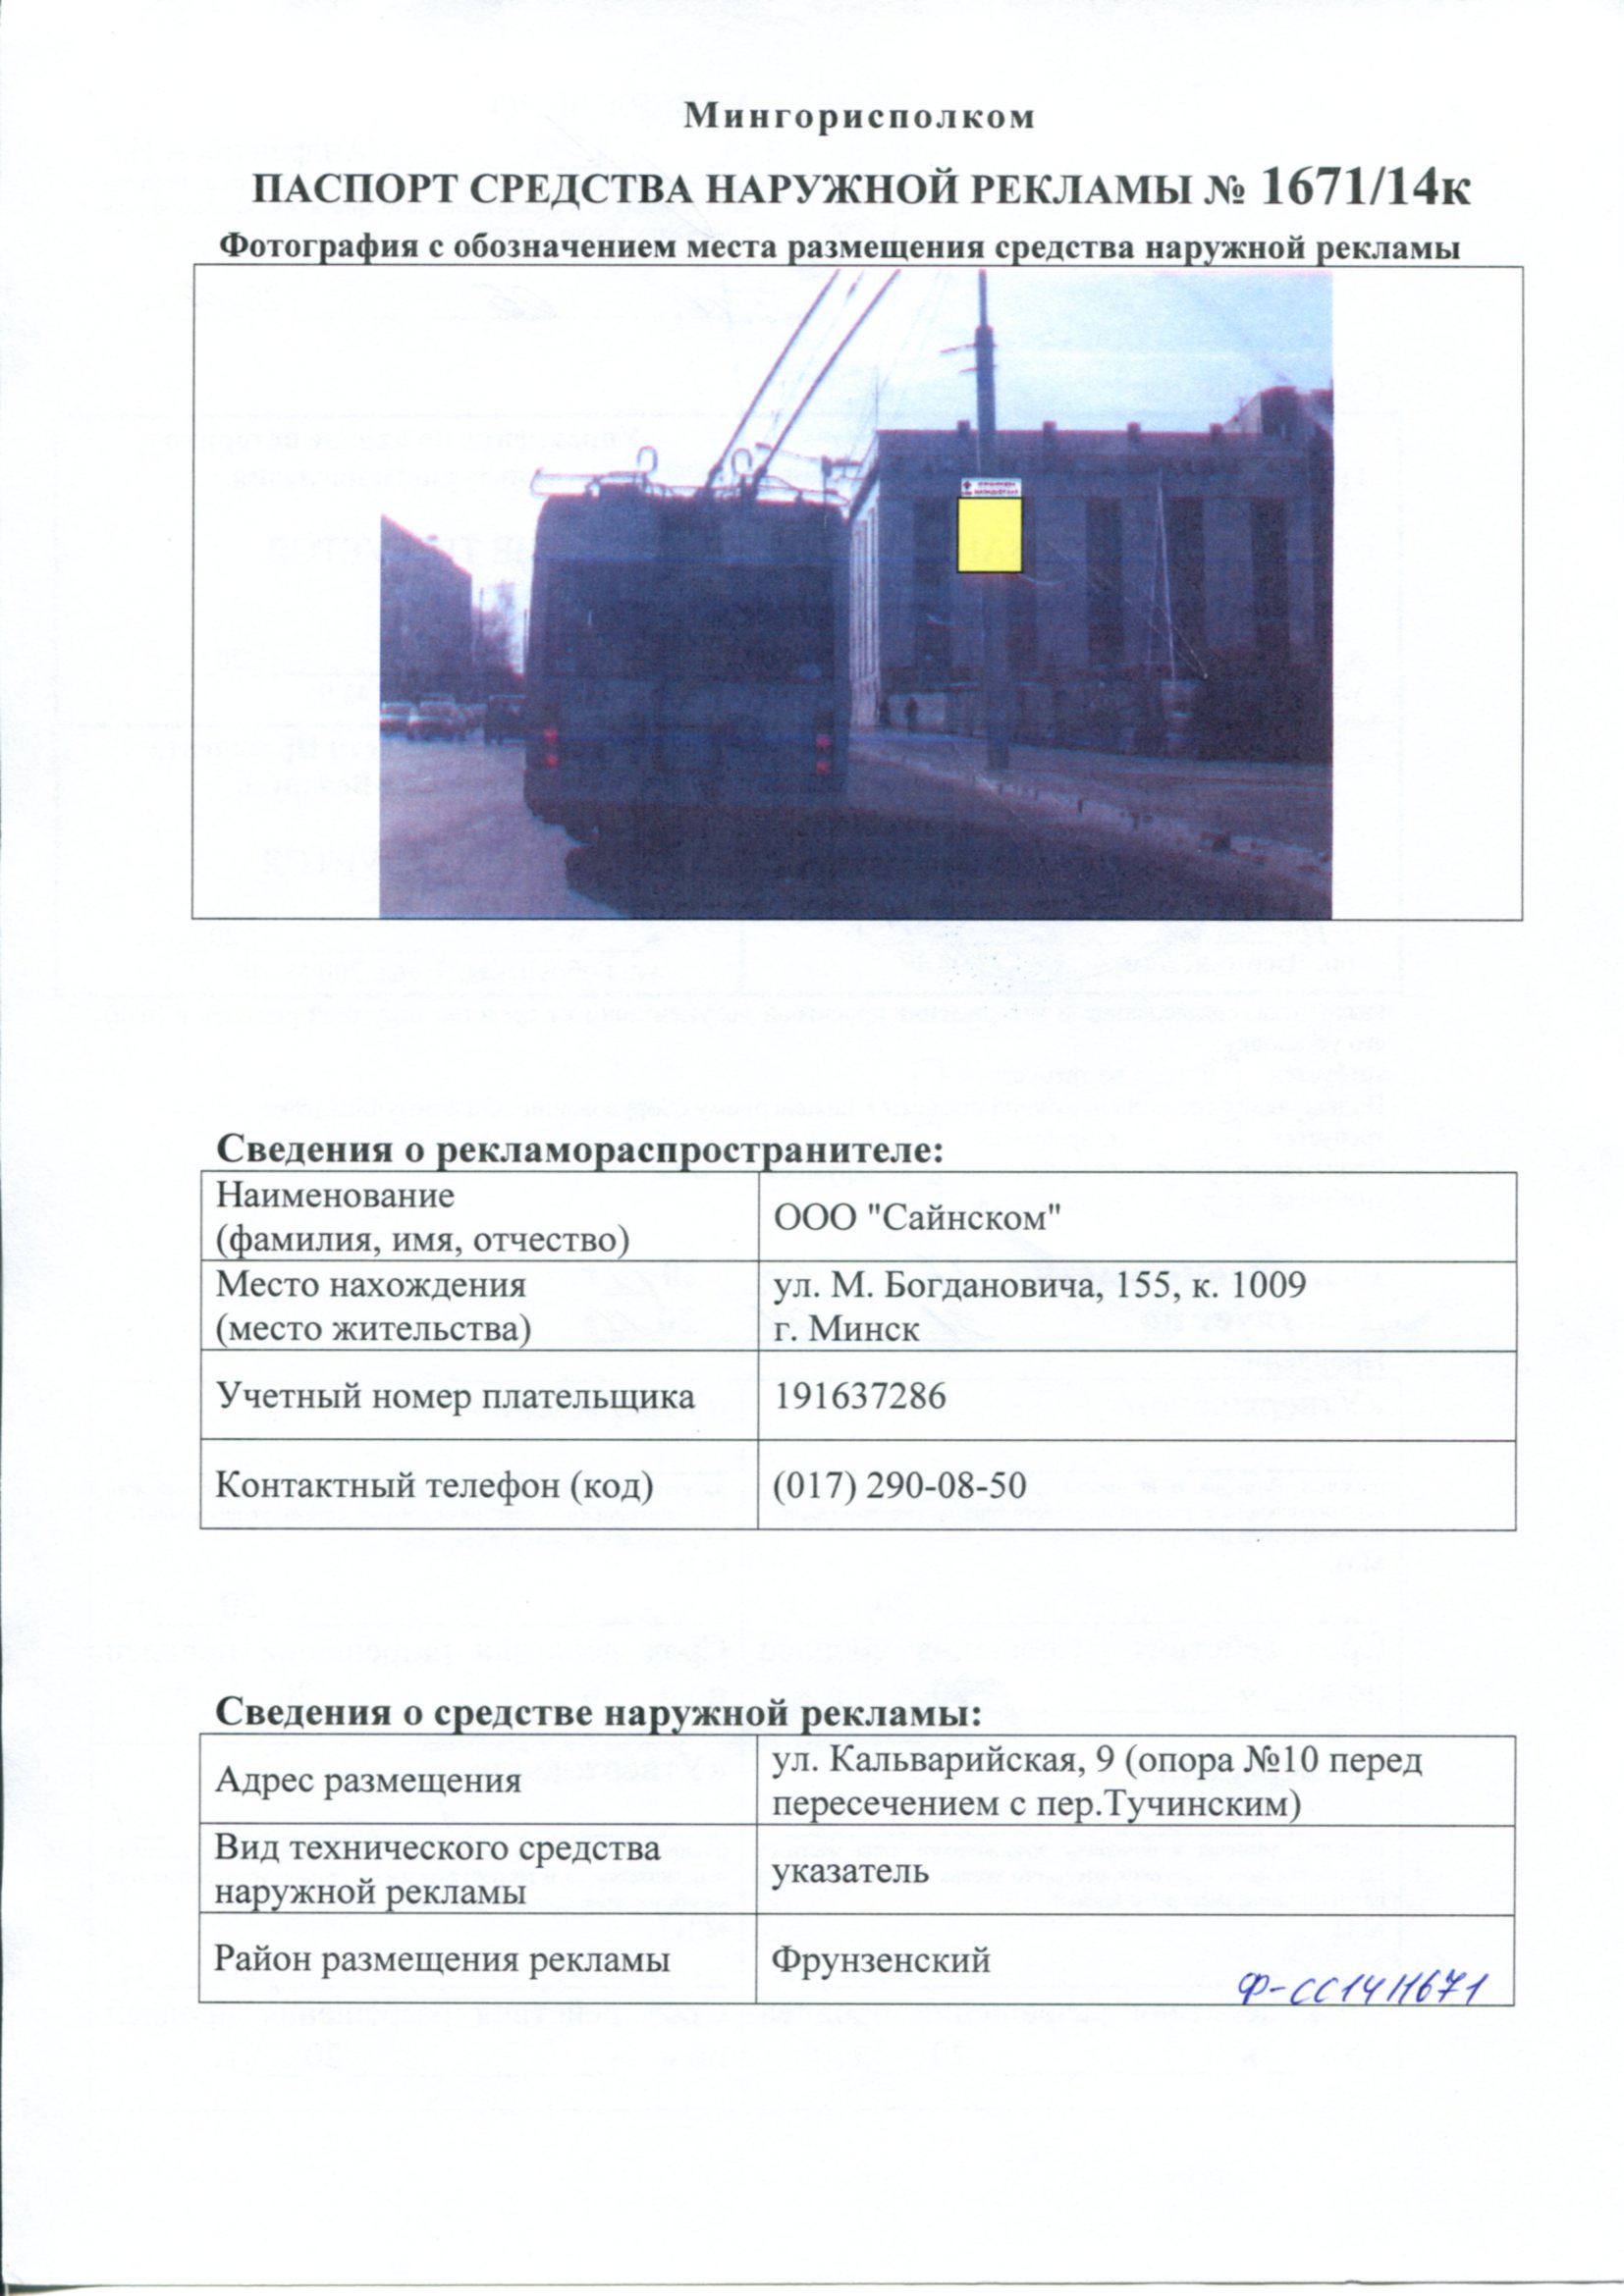 Мингорисполком
ПАСПОРТ СРЕДСТВА НАРУЖНОЙ РЕКЛАМЫ № 1671/14к
Фотография с обозначением места размещения средства наружной рекламы
Сведения о рекламораспространителе:
Наименование
(фамилия, имя, отчество)
ООО "Сайнском"
Место нахождения
(место жительства)
ул. М. Богдановича, 155, к. 1009
г. Минск
Учетный номер плательщика
191637286
Контактный телефон (код)
(017) 290-08-50
Сведения о средстве наружной рекламы:
Адрес размещения
ул. Кальварийская, 9 (опора №10 перед
пересечением с пер.Тучинским)
Вид технического средства
наружной рекламы
указатель
Район размещения рекламы
Фрунзенский